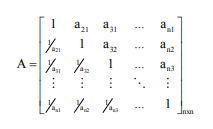 1 a₂₁ a₃₁ ... aₙ₁
1/a₂₁ 1 a₃₂ ... aₙ₂
A = 1/a₃₁ 1/a₃₂ 1 ... aₙ₃
⋮ ⋮ ⋮ ⋱ ⋮
1/aₙ₁ 1/aₙ₂ 1/aₙ₃ ... 1 nxn